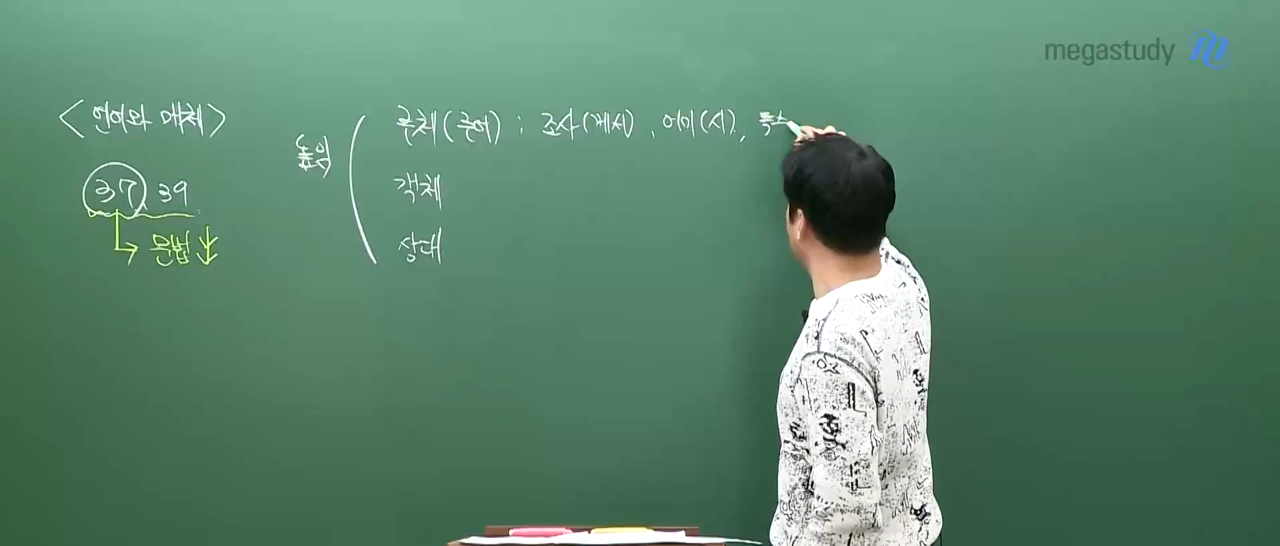 megastudy
<언어와 매체>
37, 39
→ 문법↓
높임
주체(주어) : 조사(께서), 어미(시), 특수
객체
상대